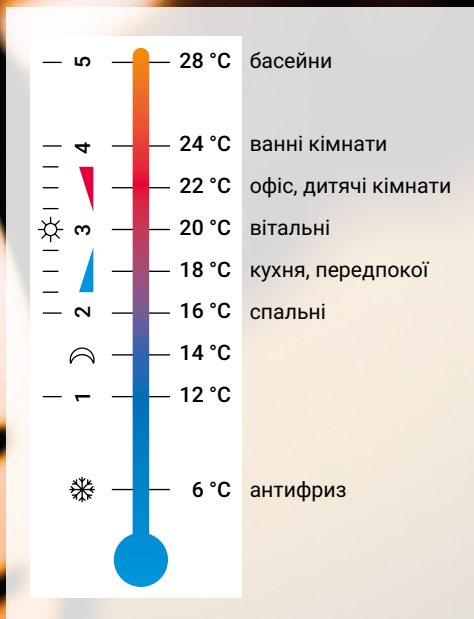 5 28 °C басейни
4 24 °C ванні кімнати
22 °C офіс, дитячі кімнати
3 20 °C вітальні
18 °C кухня, передпокої
2 16 °C спальні
14 °C
1 12 °C
6 °C антифриз